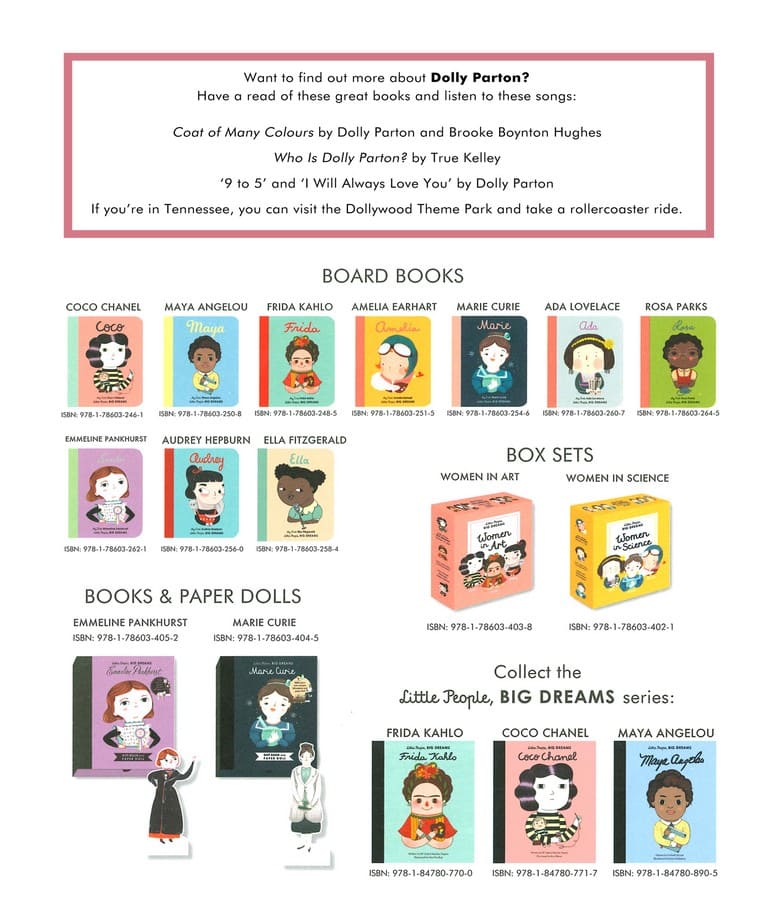 Want to find out more about Dolly Parton?
Have a read of these great books and listen to these songs:
Coat of Many Colours by Dolly Parton and Brooke Boynton Hughes
Who Is Dolly Parton? by True Kelley
‘9 to 5’ and ‘I Will Always Love You’ by Dolly Parton
If you’re in Tennessee, you can visit the Dollywood Theme Park and take a rollercoaster ride.
BOARD BOOKS
COCO CHANEL MAYA ANGELOU FRIDA KAHLO AMELIA EARHART MARIE CURIE ADA LOVELACE ROSA PARKS
Coco Maya Frida Amelia Marie Ada Rosa
ISBN: 978-1-78603-246-1 ISBN: 978-1-78603-250-8 ISBN: 978-1-78603-248-5 ISBN: 978-1-78603-251-5 ISBN: 978-1-78603-254-6 ISBN: 978-1-78603-260-7 ISBN: 978-1-78603-264-5
EMMELINE PANKHURST AUDREY HEPBURN ELLA FITZGERALD
Audrey Ella
ISBN: 978-1-78603-262-1 ISBN: 978-1-78603-256-0 ISBN: 978-1-78603-258-4
BOX SETS
WOMEN IN ART WOMEN IN SCIENCE
Little People, BIG DREAMS Little People, BIG DREAMS
Women in Art Women in Science
ISBN: 978-1-78603-403-8 ISBN: 978-1-78603-402-1
BOOKS & PAPER DOLLS
EMMELINE PANKHURST MARIE CURIE
ISBN: 978-1-78603-405-2 ISBN: 978-1-78603-404-5
Little People, BIG DREAMS Little People, BIG DREAMS
Emmeline Pankhurst Marie Curie
Collect the
Little People, BIG DREAMS series:
FRIDA KAHLO COCO CHANEL MAYA ANGELOU
Little People, BIG DREAMS Little People, BIG DREAMS Little People, BIG DREAMS
Frida Kahlo Coco Chanel Maya Angelou
ISBN: 978-1-84780-770-0 ISBN: 978-1-84780-771-7 ISBN: 978-1-84780-890-5